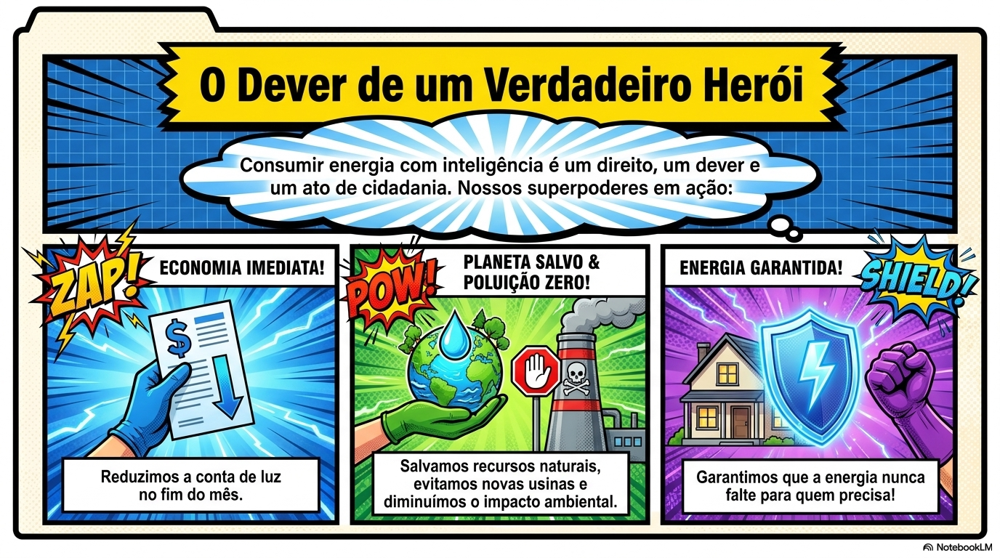 O Dever de um Verdadeiro Herói
Consumir energia com inteligência é um direito, um dever e
um ato de cidadania. Nossos superpoderes em ação:
ZAP!
ECONOMIA IMEDIATA!
$
Reduzimos a conta de luz
no fim do mês.
POW!
PLANETA SALVO &
POLUIÇÃO ZERO!
Salvamos recursos naturais,
evitamos novas usinas e
diminuímos o impacto ambiental.
ENERGIA GARANTIDA!
SHIELD!
Garantimos que a energia nunca
falte para quem precisa!
NotebookLM